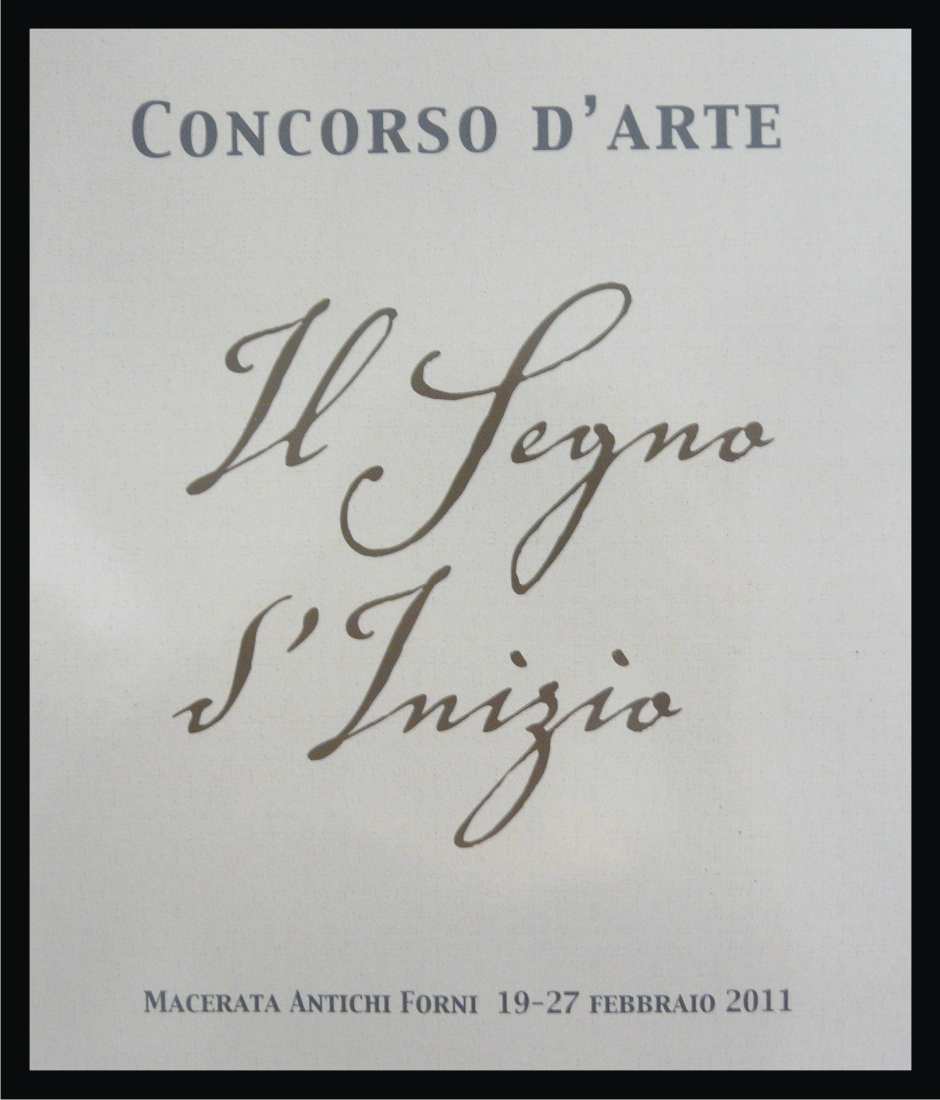 Concorso d'arte
Il Segno
d'Inizio
Macerata Antichi Forni 19-27 febbraio 2011